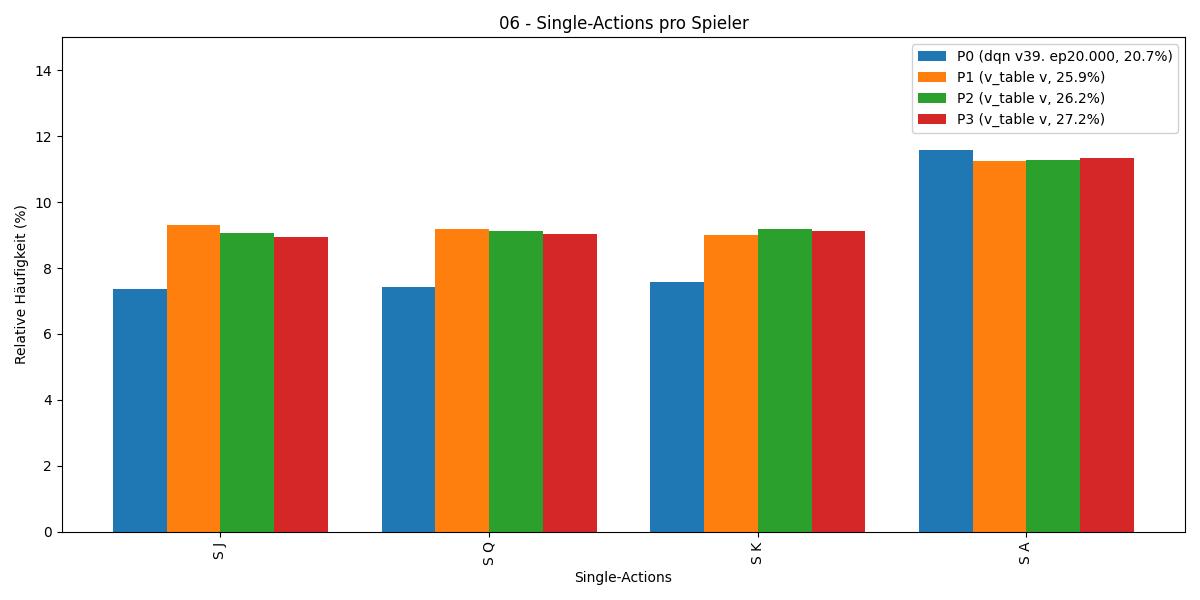 06 - Single-Actions pro Spieler
P0 (dqn v39. ep20.000, 20.7%)
P1 (v_table v, 25.9%)
P2 (v_table v, 26.2%)
P3 (v_table v, 27.2%)
Relative Häufigkeit (%)
14
12
10
8
6
4
2
0
S J
S Q
S K
S A
Single-Actions